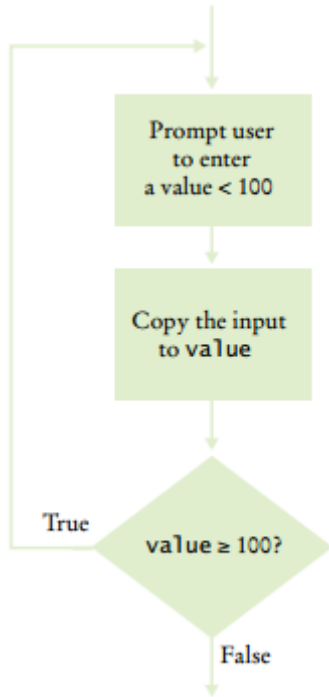 Prompt user
to enter
a value < 100
Copy the input
to value
True
value ≥ 100?
False